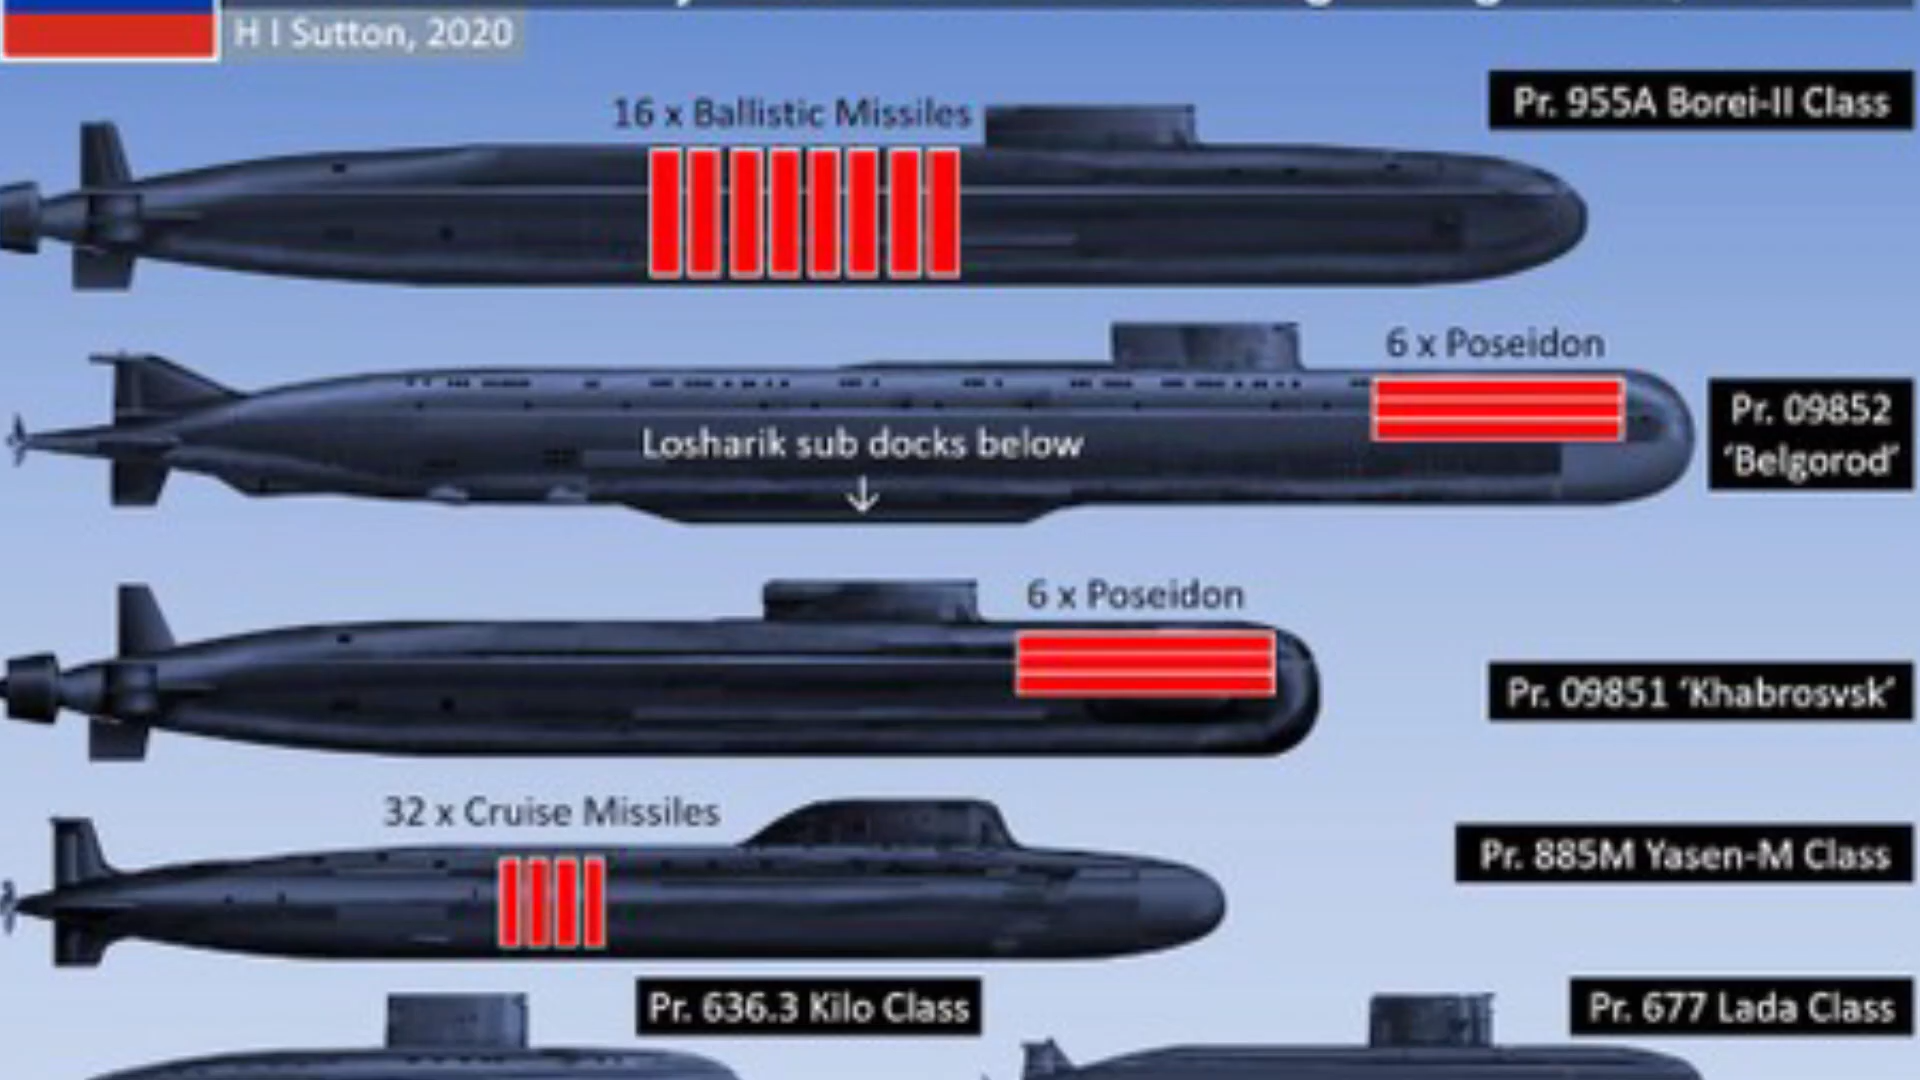 H I Sutton, 2020
Pr. 955A Borei-II Class
16 x Ballistic Missiles
6 x Poseidon
Pr. 09852
‘Belgorod’
Losharik sub docks below
6 x Poseidon
Pr. 09851 ‘Khabrosvsk’
32 x Cruise Missiles
Pr. 885M Yasen-M Class
Pr. 636.3 Kilo Class
Pr. 677 Lada Class